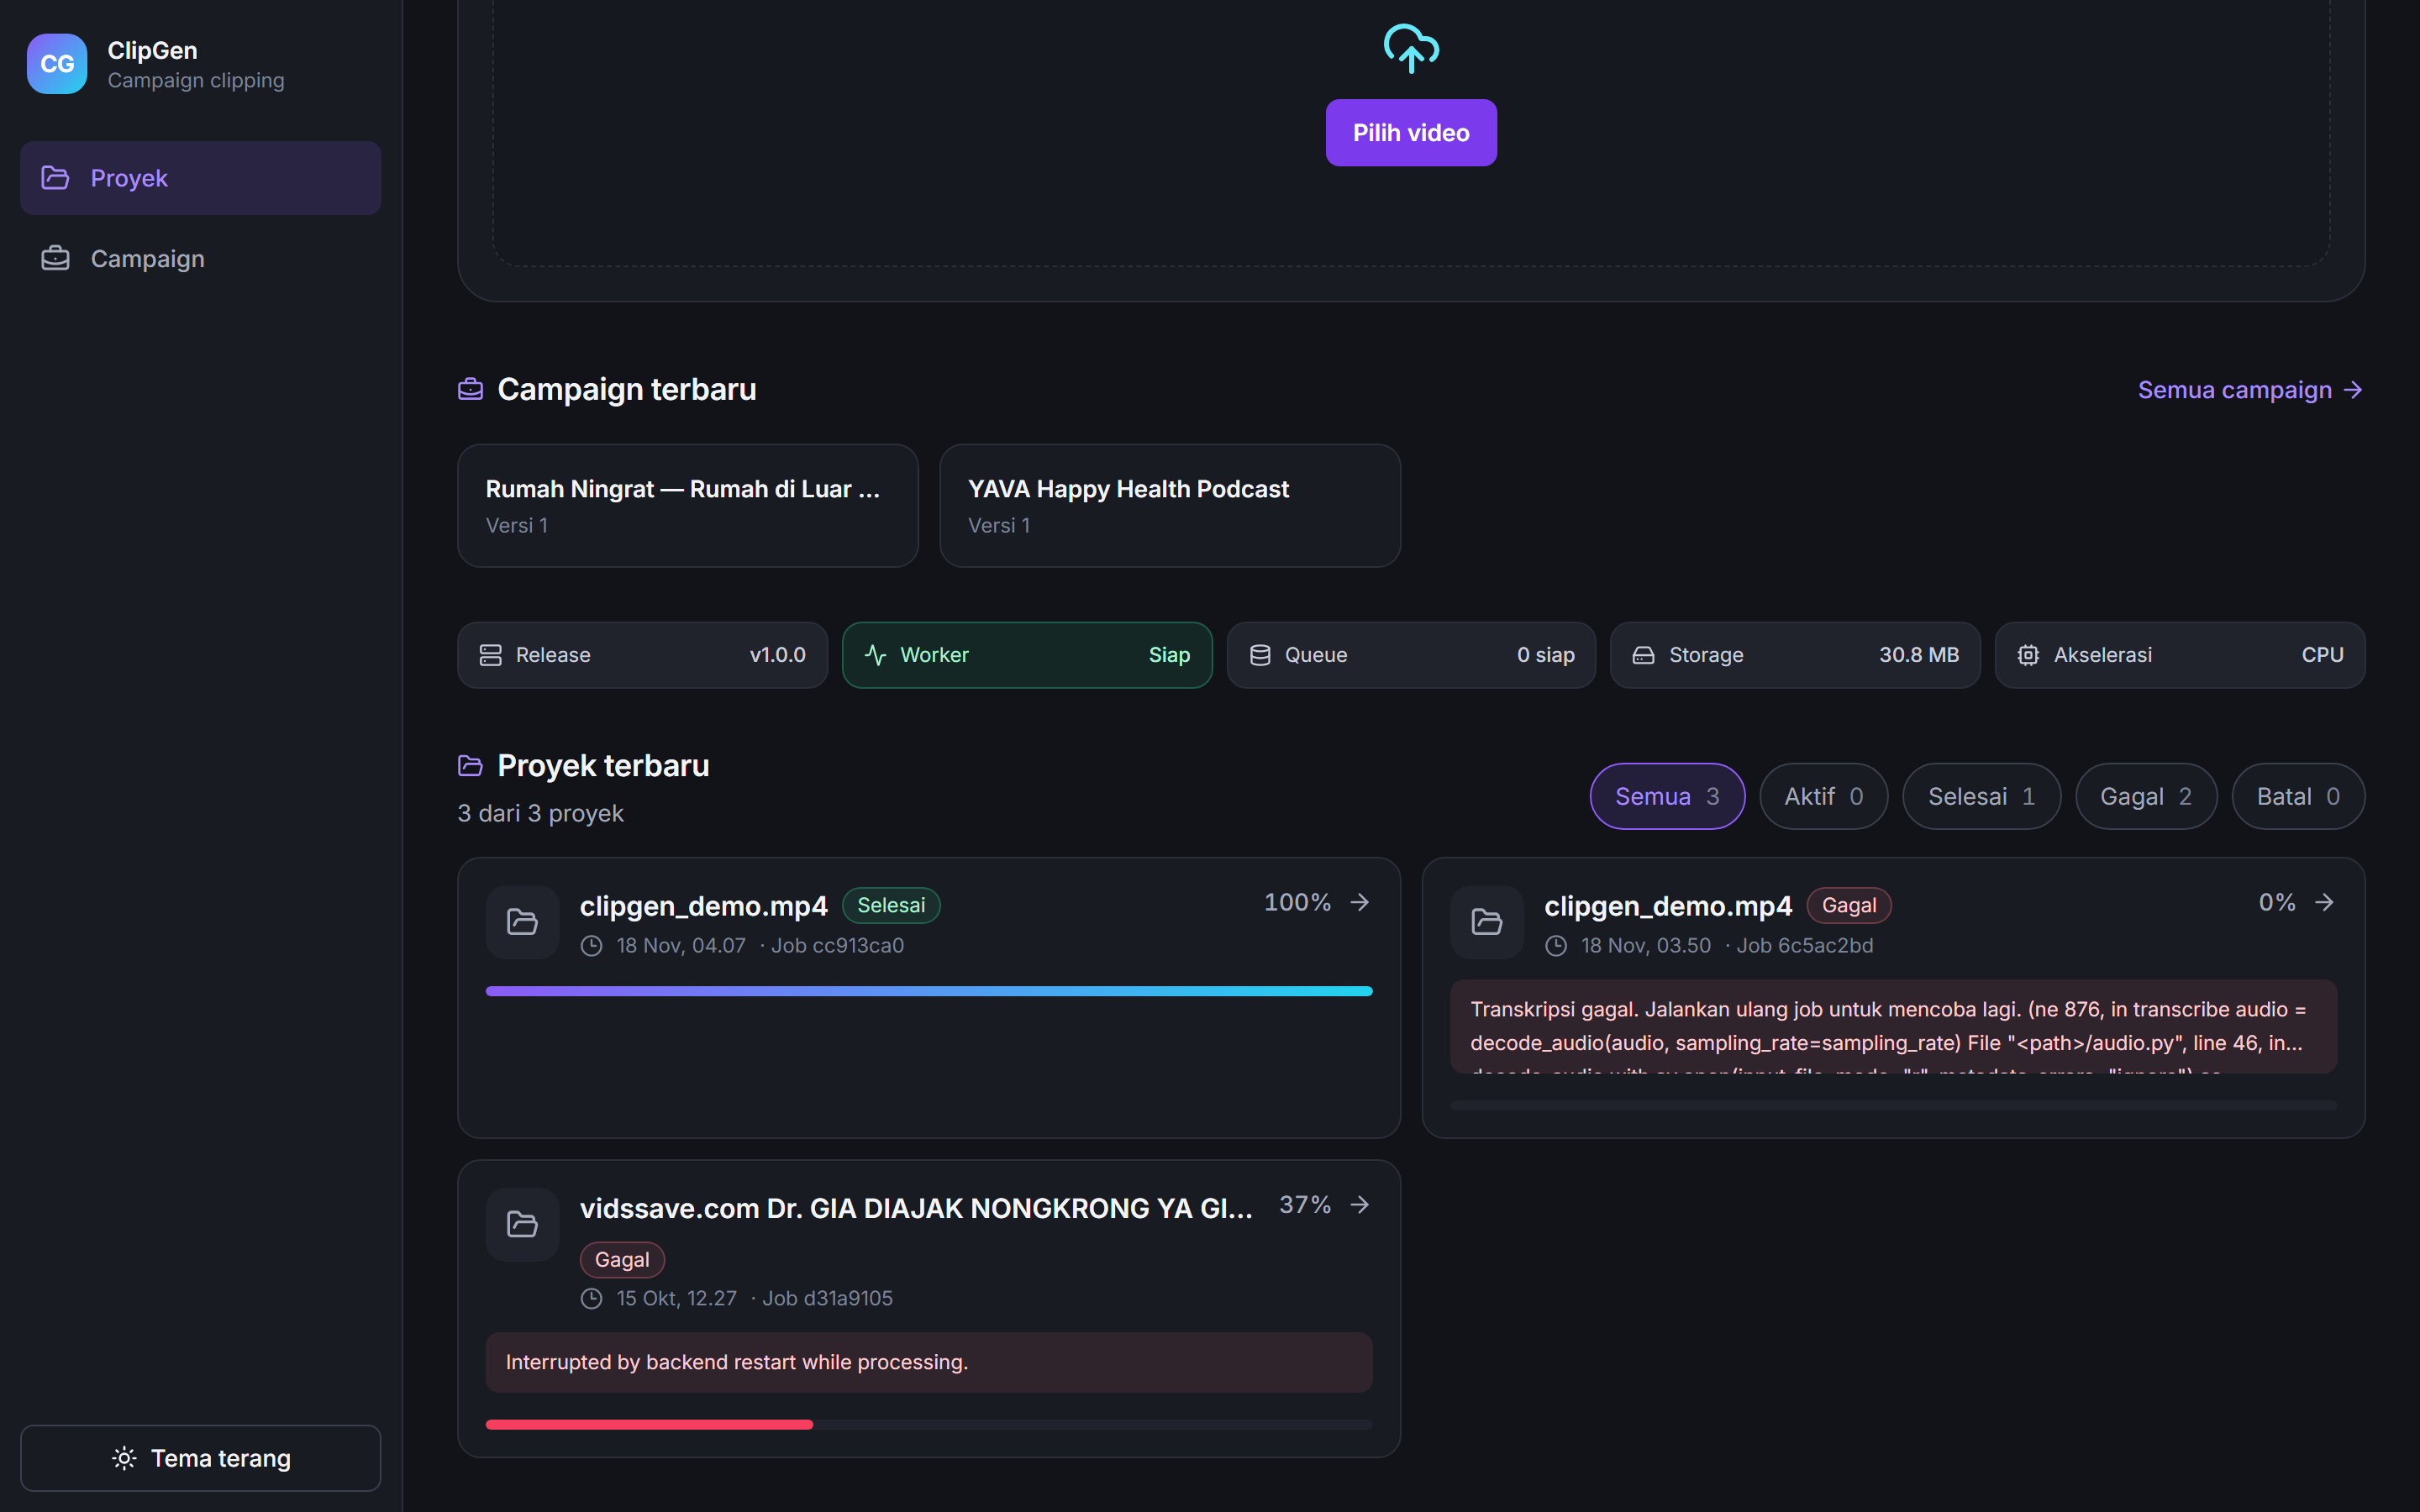 CG
ClipGen
Campaign clipping
Proyek
Campaign
Tema terang
Pilih video
Campaign terbaru
Semua campaign
Rumah Ningrat — Rumah di Luar ...
Versi 1
YAVA Happy Health Podcast
Versi 1
Release v1.0.0
Worker Siap
Queue 0 siap
Storage 30.8 MB
Akselerasi CPU
Proyek terbaru
3 dari 3 proyek
Semua 3
Aktif 0
Selesai 1
Gagal 2
Batal 0
clipgen_demo.mp4 Selesai
100%
18 Nov, 04.07 · Job cc913ca0
clipgen_demo.mp4 Gagal
0%
18 Nov, 03.50 · Job 6c5ac2bd
Transkripsi gagal. Jalankan ulang job untuk mencoba lagi. (ne 876, in transcribe audio =
decode_audio(audio, sampling_rate=sampling_rate) File "<path>/audio.py", line 46, in...
vidssave.com Dr. GIA DIAJAK NONGKRONG YA GI...
37%
Gagal
15 Okt, 12.27 · Job d31a9105
Interrupted by backend restart while processing.